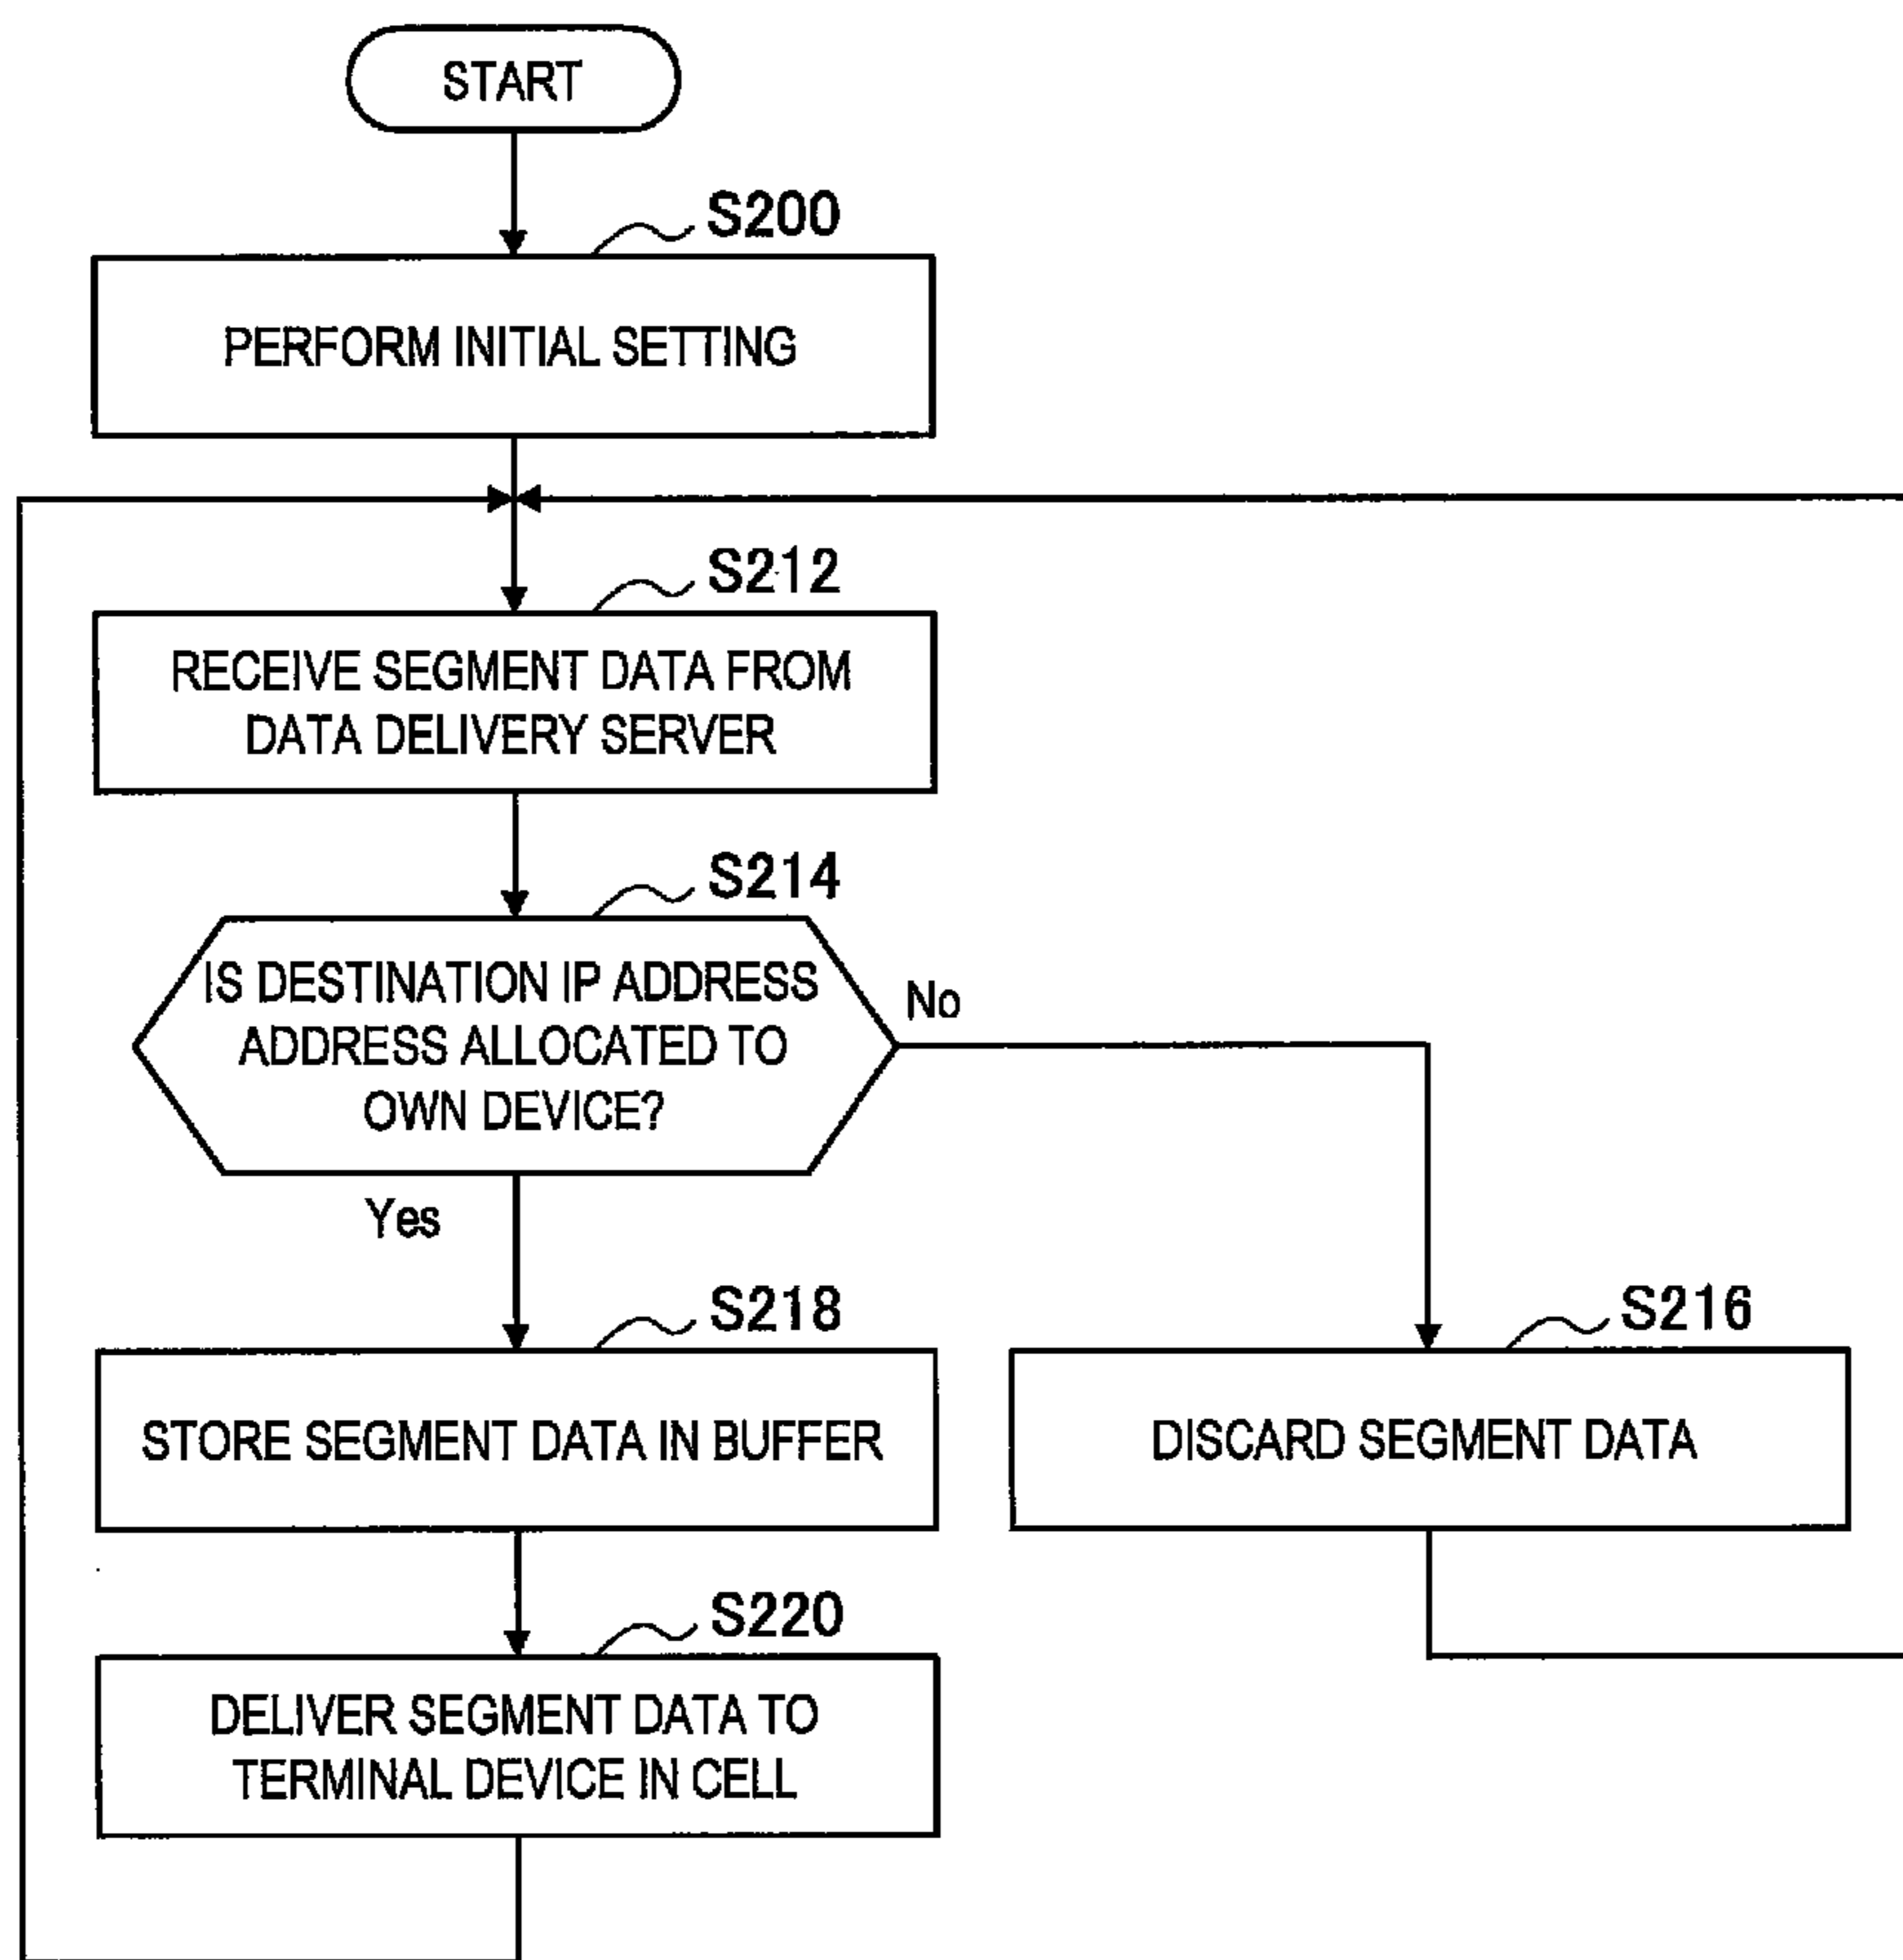 START
S200
PERFORM INITIAL SETTING
S212
RECEIVE SEGMENT DATA FROM
DATA DELIVERY SERVER
S214
IS DESTINATION IP ADDRESS
ADDRESS ALLOCATED TO
OWN DEVICE?
No
Yes
S218
STORE SEGMENT DATA IN BUFFER
S216
DISCARD SEGMENT DATA
S220
DELIVER SEGMENT DATA TO
TERMINAL DEVICE IN CELL